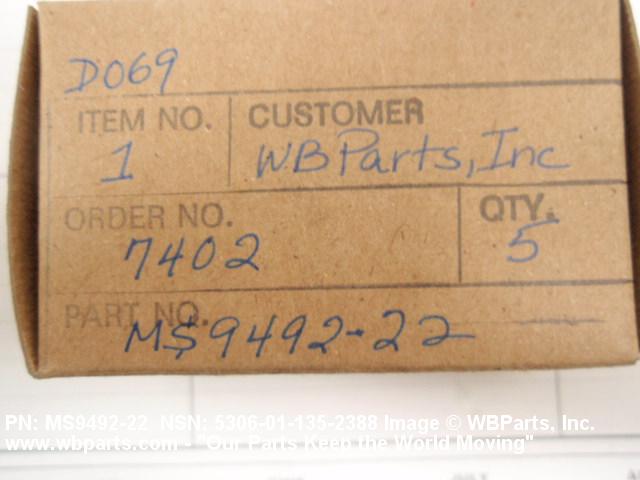 D069
ITEM NO. CUSTOMER
1 WBParts, Inc
ORDER NO. QTY.
7402 5
PART NO.
MS9492-22
PN: MS9492-22 NSN: 5306-01-135-2388 Image © WBParts, Inc.
www.wbparts.com - "Our Parts Keep the World Moving"